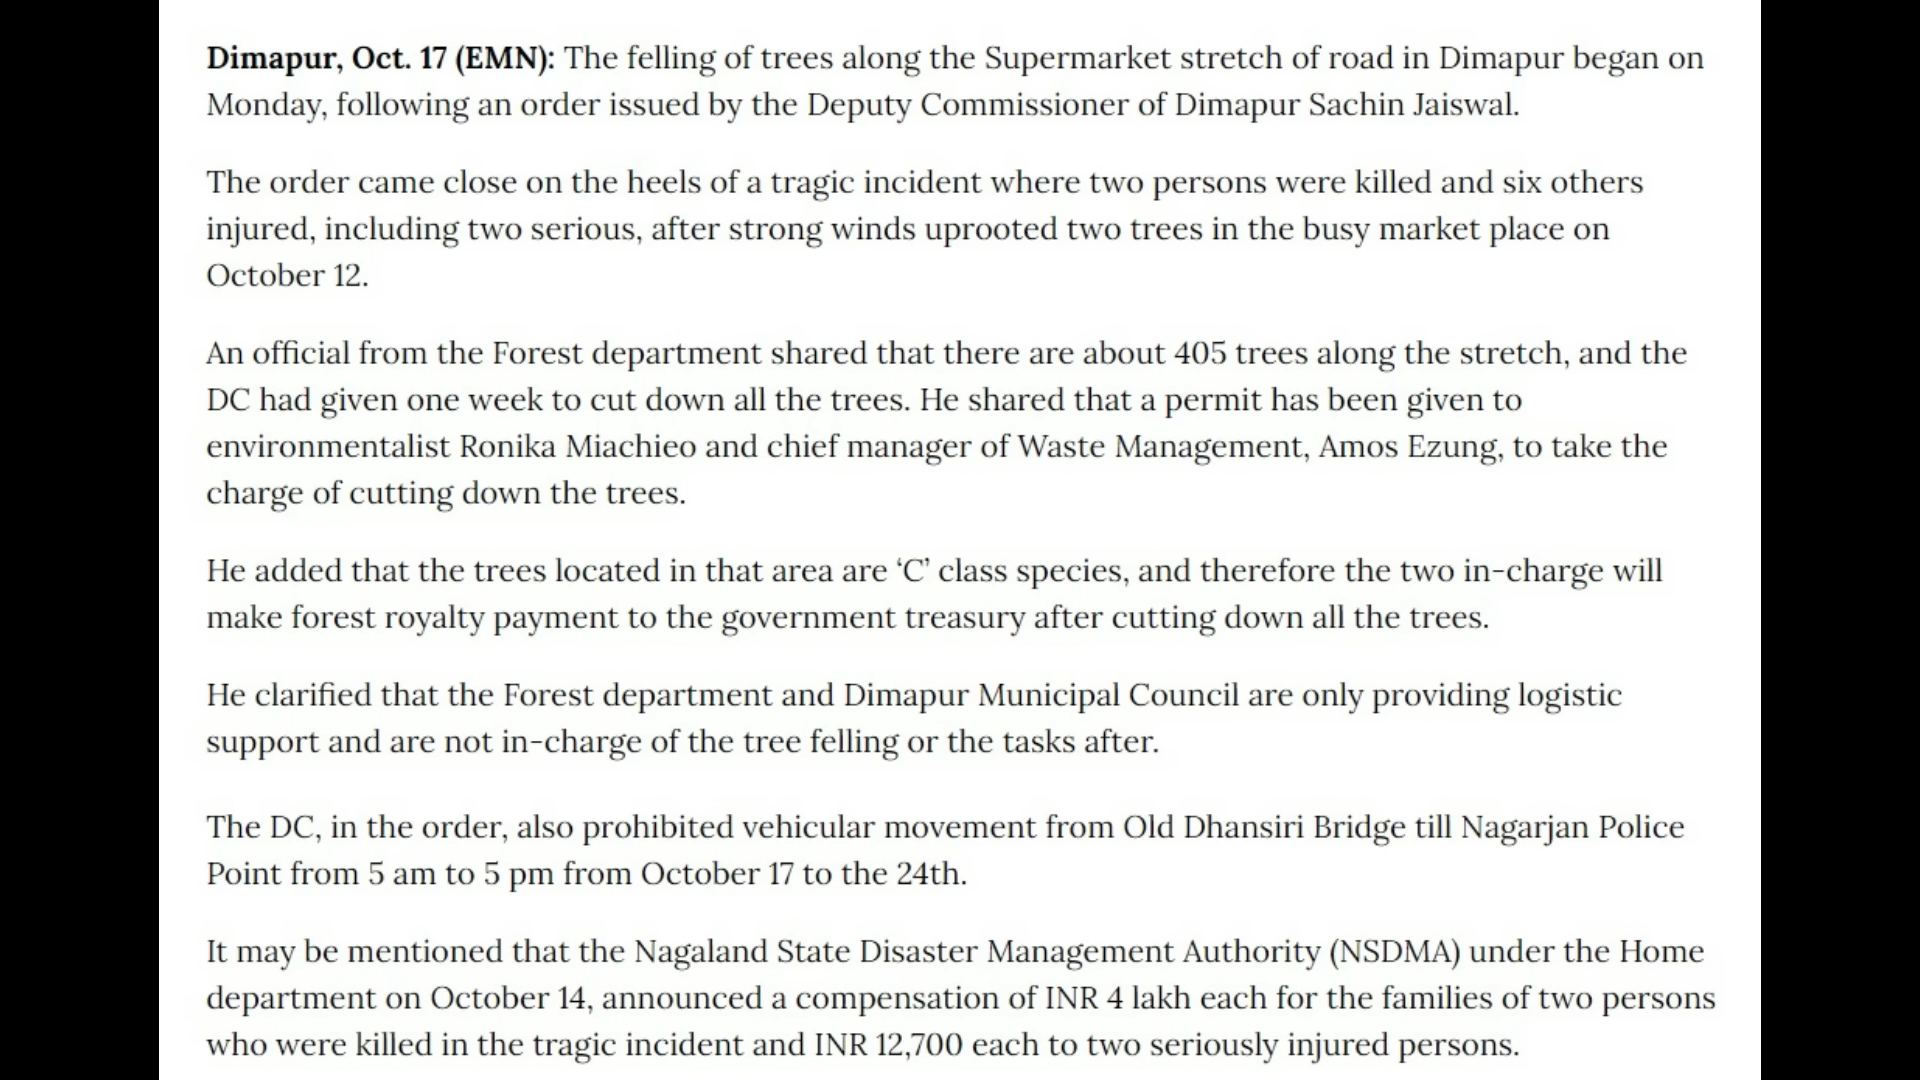 Dimapur, Oct. 17 (EMN): The felling of trees along the Supermarket stretch of road in Dimapur began on
Monday, following an order issued by the Deputy Commissioner of Dimapur Sachin Jaiswal.
The order came close on the heels of a tragic incident where two persons were killed and six others
injured, including two serious, after strong winds uprooted two trees in the busy market place on
October 12.
An official from the Forest department shared that there are about 405 trees along the stretch, and the
DC had given one week to cut down all the trees. He shared that a permit has been given to
environmentalist Ronika Miachieo and chief manager of Waste Management, Amos Ezung, to take the
charge of cutting down the trees.
He added that the trees located in that area are ‘C’ class species, and therefore the two in-charge will
make forest royalty payment to the government treasury after cutting down all the trees.
He clarified that the Forest department and Dimapur Municipal Council are only providing logistic
support and are not in-charge of the tree felling or the tasks after.
The DC, in the order, also prohibited vehicular movement from Old Dhansiri Bridge till Nagarjan Police
Point from 5 am to 5 pm from October 17 to the 24th.
It may be mentioned that the Nagaland State Disaster Management Authority (NSDMA) under the Home
department on October 14, announced a compensation of INR 4 lakh each for the families of two persons
who were killed in the tragic incident and INR 12,700 each to two seriously injured persons.